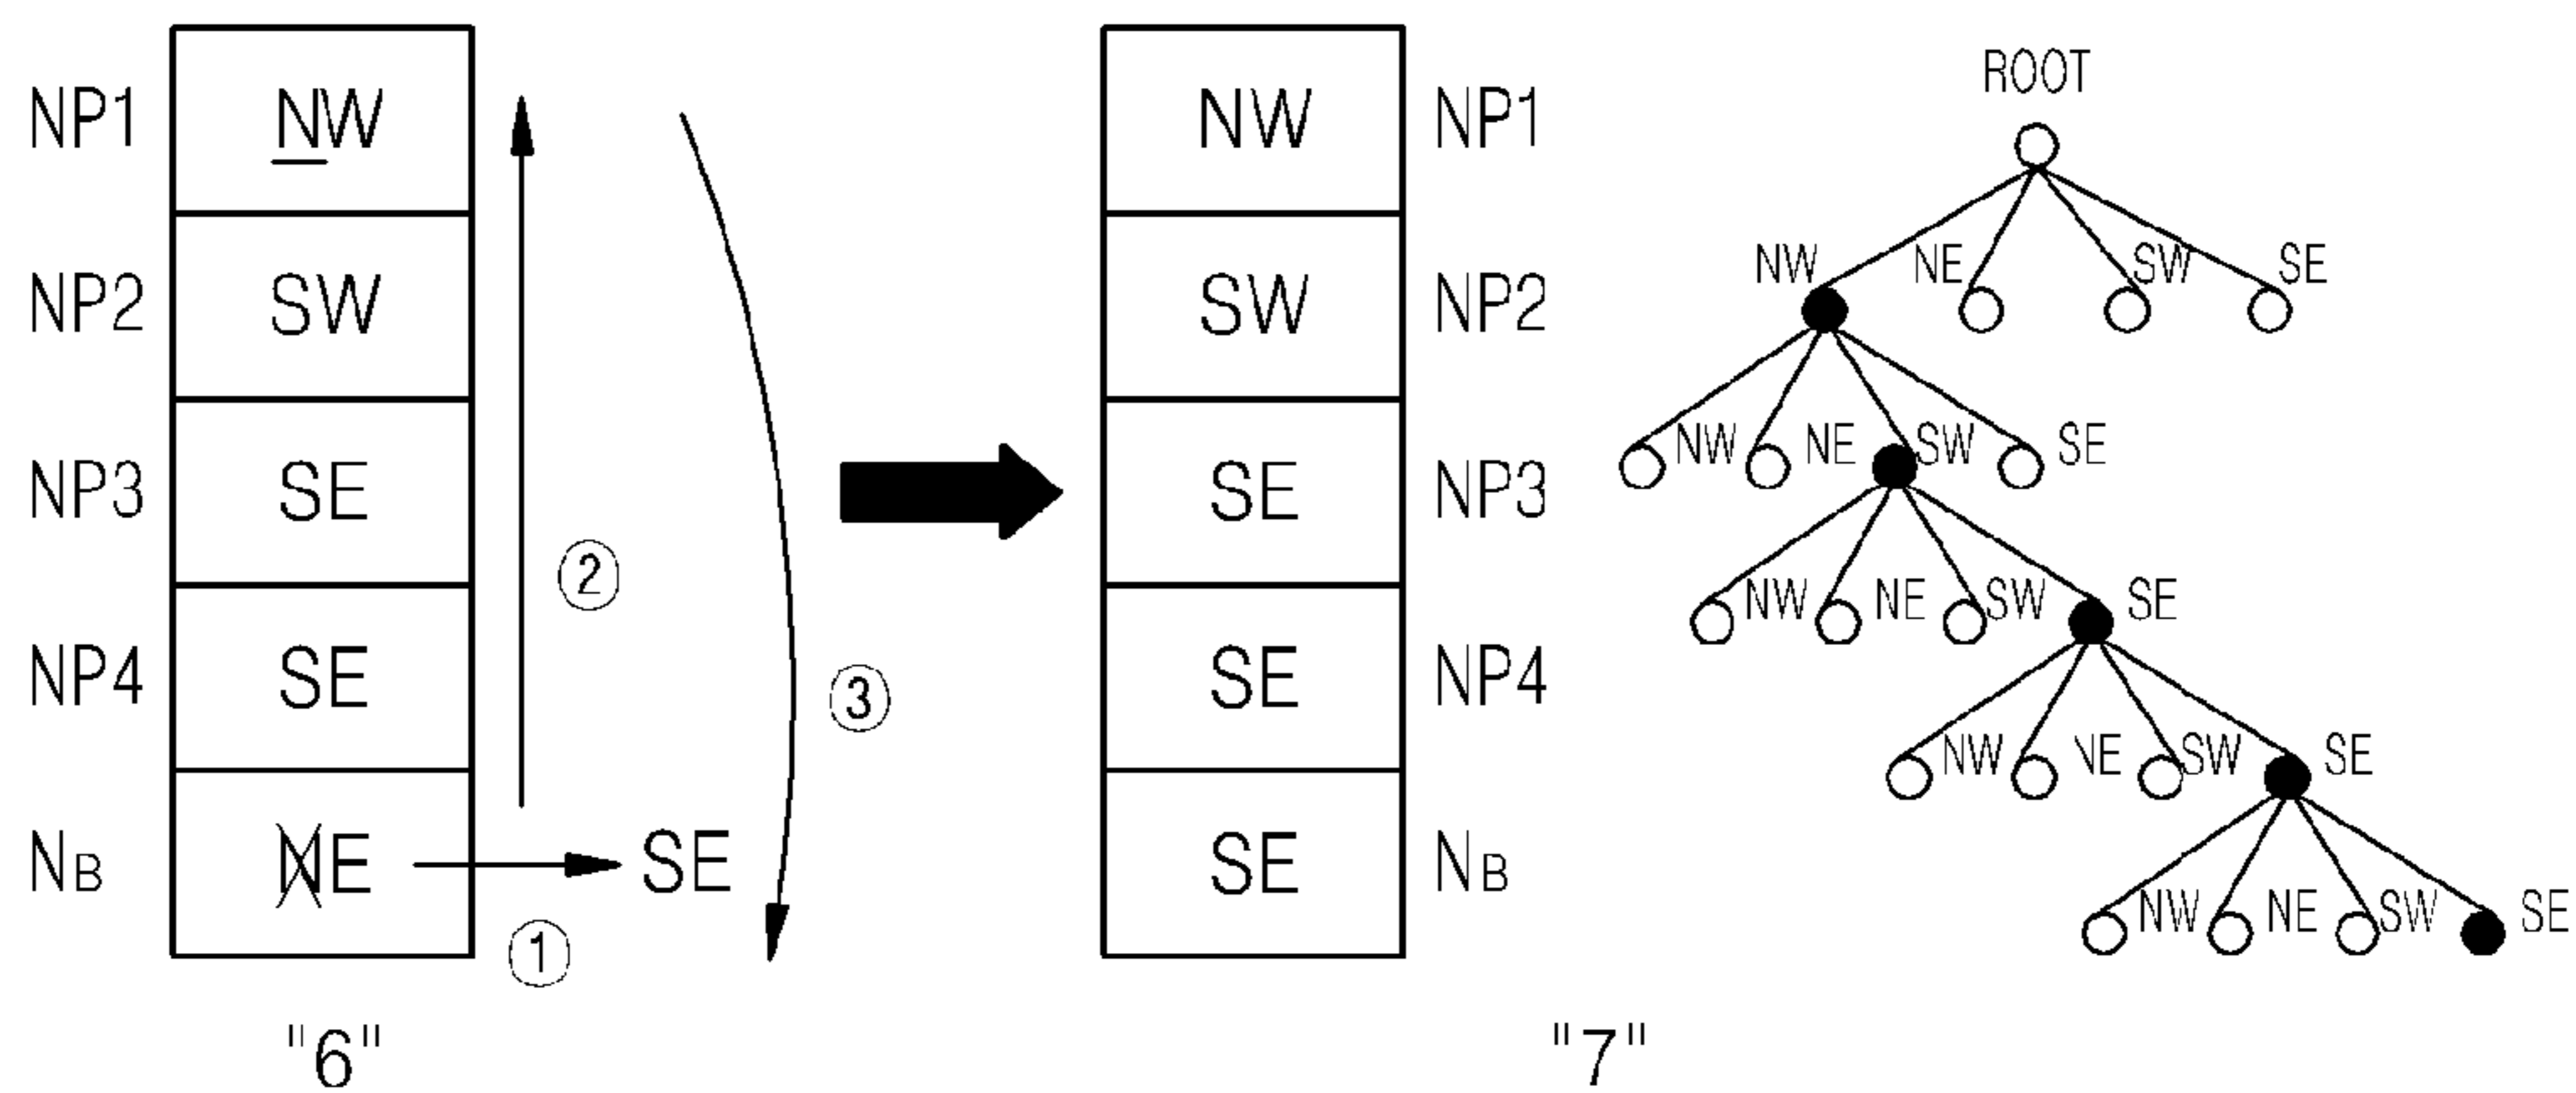 NP1 NW NW NP1
NP2 SW SW NP2
NP3 SE SE NP3
NP4 SE SE NP4
NB NE SE SE NB
②
③
①
"6"
"7"
ROOT
NW NE SW SE
NW NE SW SE
NW NE SW SE
NW NE SW SE
NW NE SW SE